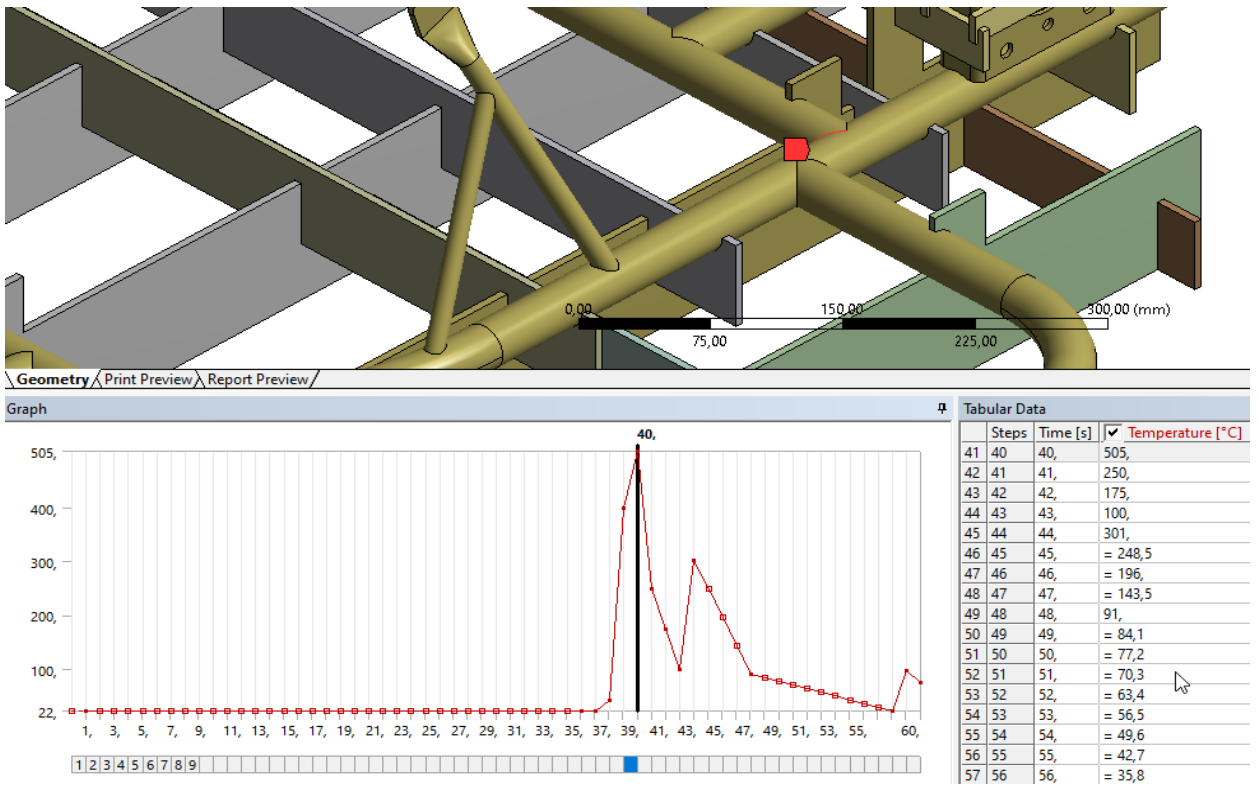 0,00 150,00 300,00 (mm)
75,00 225,00
Geometry Print Preview Report Preview
Graph
40,
505,
400,
300,
200,
100,
22,
1, 3, 5, 7, 9, 11, 13, 15, 17, 19, 21, 23, 25, 27, 29, 31, 33, 35, 37, 39, 41, 43, 45, 47, 49, 51, 53, 55, 60,
1 2 3 4 5 6 7 8 9
Tabular Data
Steps Time [s] Temperature [°C]
41 40 40, 505,
42 41 41, 250,
43 42 42, 175,
44 43 43, 100,
45 44 44, 301,
46 45 45, = 248,5
47 46 46, = 196,
48 47 47, = 143,5
49 48 48, 91,
50 49 49, = 84,1
51 50 50, = 77,2
52 51 51, = 70,3
53 52 52, = 63,4
54 53 53, = 56,5
55 54 54, = 49,6
56 55 55, = 42,7
57 56 56, = 35,8